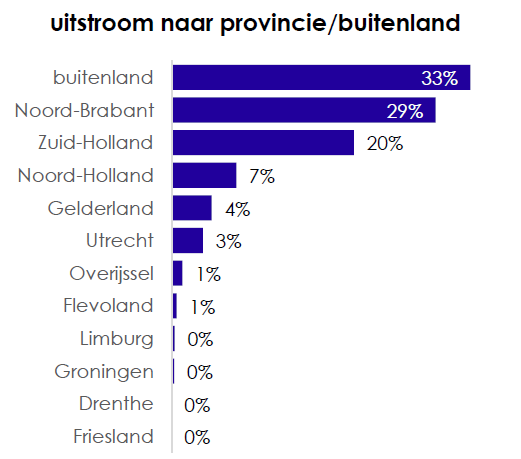 uitstroom naar provincie/buitenland
buitenland 33%
Noord-Brabant 29%
Zuid-Holland 20%
Noord-Holland 7%
Gelderland 4%
Utrecht 3%
Overijssel 1%
Flevoland 1%
Limburg 0%
Groningen 0%
Drenthe 0%
Friesland 0%